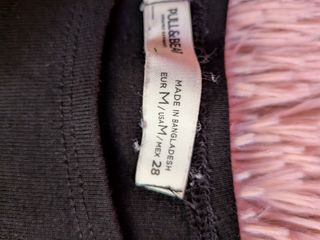 PULL&BEAR
MADE IN BANGLADESH
EUR M/USA M/MEX 28